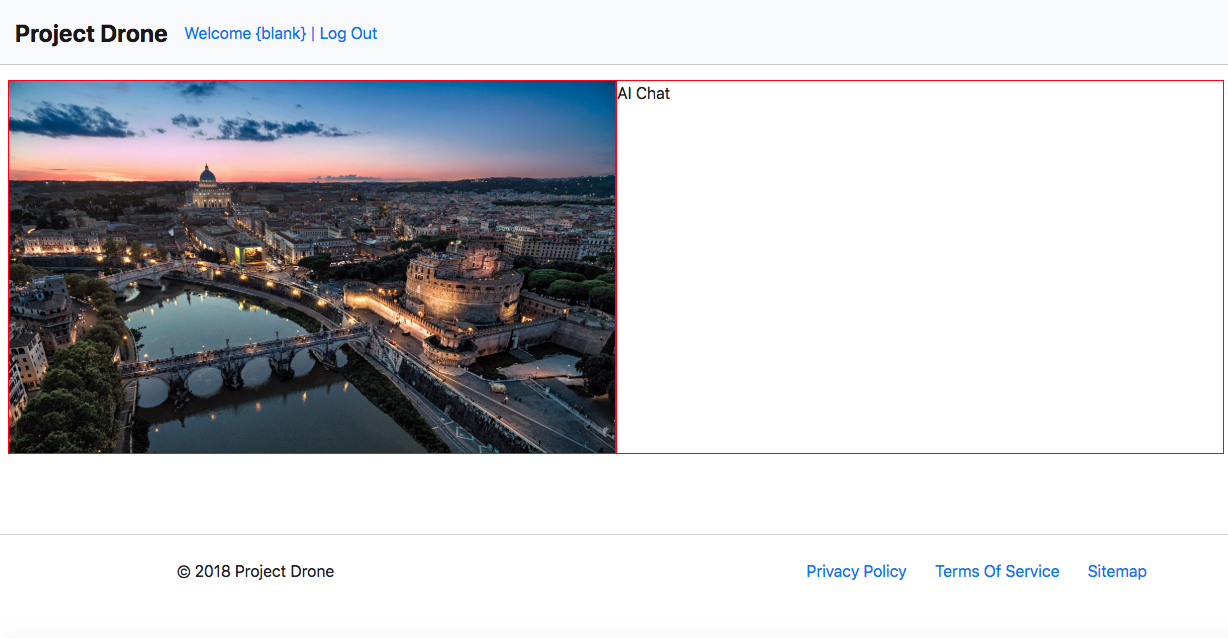 Project Drone Welcome {blank} | Log Out
AI Chat
© 2018 Project Drone Privacy Policy Terms Of Service Sitemap